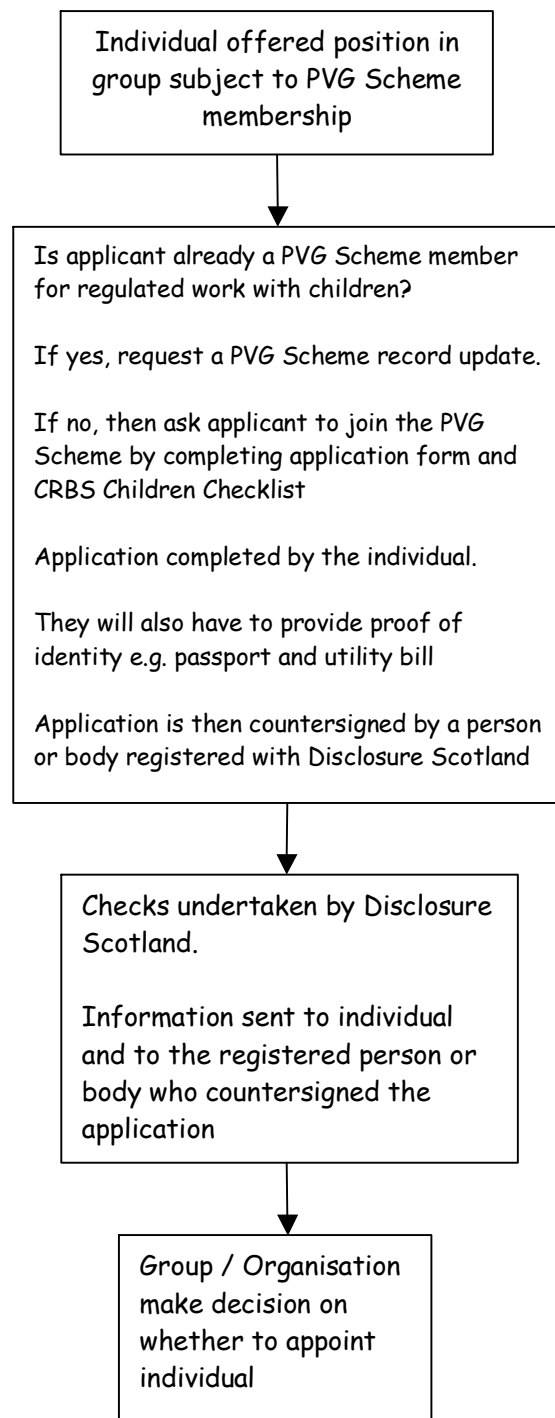 Individual offered position in
group subject to PVG Scheme
membership
Is applicant already a PVG Scheme member
for regulated work with children?
If yes, request a PVG Scheme record update.
If no, then ask applicant to join the PVG
Scheme by completing application form and
CRBS Children Checklist
Application completed by the individual.
They will also have to provide proof of
identity e.g. passport and utility bill
Application is then countersigned by a person
or body registered with Disclosure Scotland
Checks undertaken by Disclosure
Scotland.
Information sent to individual
and to the registered person or
body who countersigned the
application
Group / Organisation
make decision on
whether to appoint
individual